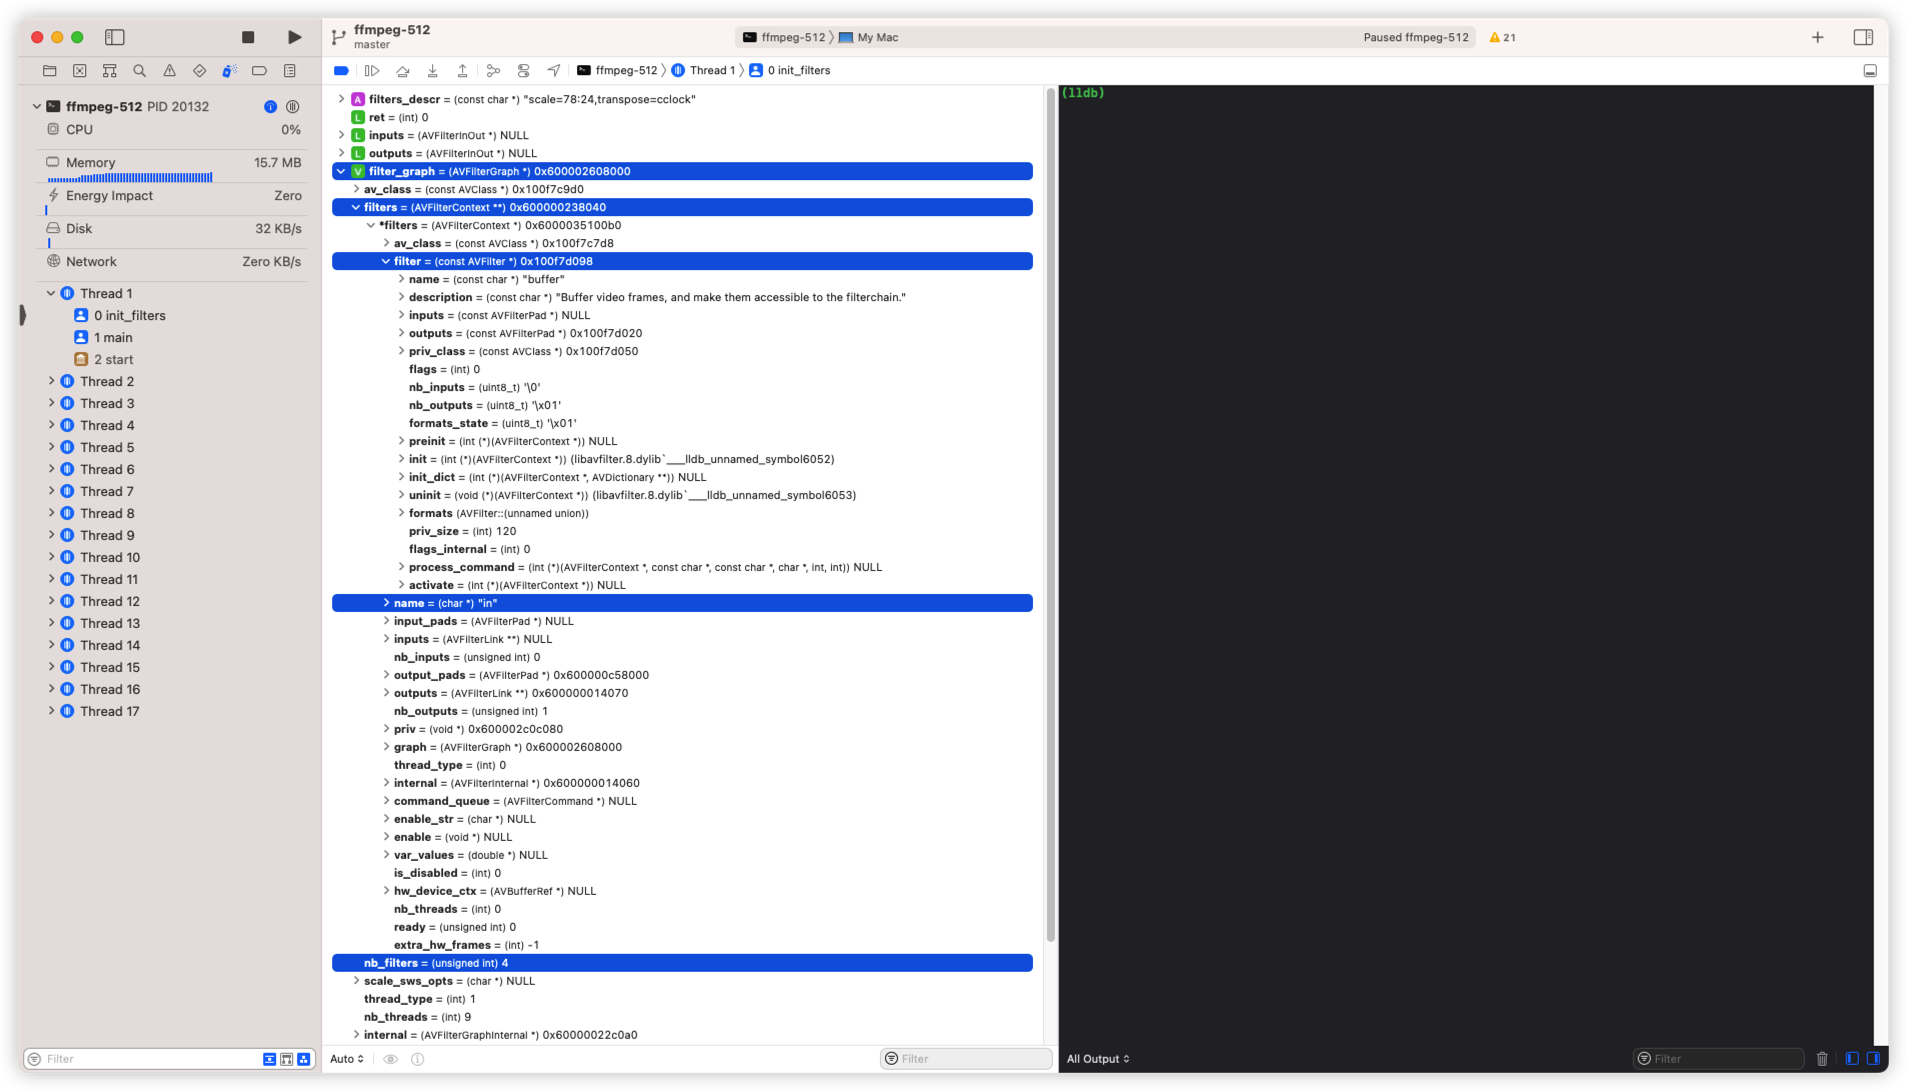 ffmpeg-512
master
ffmpeg-512 My Mac
Paused ffmpeg-512
21
ffmpeg-512 Thread 1 0 init_filters
ffmpeg-512 PID 20132
CPU 0%
Memory 15.7 MB
Energy Impact Zero
Disk 32 KB/s
Network Zero KB/s
Thread 1
0 init_filters
1 main
2 start
Thread 2
Thread 3
Thread 4
Thread 5
Thread 6
Thread 7
Thread 8
Thread 9
Thread 10
Thread 11
Thread 12
Thread 13
Thread 14
Thread 15
Thread 16
Thread 17
Filter
A filters_descr = (const char *) "scale=78:24,transpose=cclock"
L ret = (int) 0
L inputs = (AVFilterInOut *) NULL
L outputs = (AVFilterInOut *) NULL
V filter_graph = (AVFilterGraph *) 0x600002608000
av_class = (const AVClass *) 0x100f7c9d0
filters = (AVFilterContext **) 0x600000238040
*filters = (AVFilterContext *) 0x6000035100b0
av_class = (const AVClass *) 0x100f7c7d8
filter = (const AVFilter *) 0x100f7d098
name = (const char *) "buffer"
description = (const char *) "Buffer video frames, and make them accessible to the filterchain."
inputs = (const AVFilterPad *) NULL
outputs = (const AVFilterPad *) 0x100f7d020
priv_class = (const AVClass *) 0x100f7d050
flags = (int) 0
nb_inputs = (uint8_t) '\0'
nb_outputs = (uint8_t) '\x01'
formats_state = (uint8_t) '\x01'
preinit = (int (*)(AVFilterContext *)) NULL
init = (int (*)(AVFilterContext *)) (libavfilter.8.dylib`___lldb_unnamed_symbol6052)
init_dict = (int (*)(AVFilterContext *, AVDictionary **)) NULL
uninit = (void (*)(AVFilterContext *)) (libavfilter.8.dylib`___lldb_unnamed_symbol6053)
formats (AVFilter::(unnamed union))
priv_size = (int) 120
flags_internal = (int) 0
process_command = (int (*)(AVFilterContext *, const char *, const char *, char *, int, int)) NULL
activate = (int (*)(AVFilterContext *)) NULL
name = (char *) "in"
input_pads = (AVFilterPad *) NULL
inputs = (AVFilterLink **) NULL
nb_inputs = (unsigned int) 0
output_pads = (AVFilterPad *) 0x600000c58000
outputs = (AVFilterLink **) 0x600000014070
nb_outputs = (unsigned int) 1
priv = (void *) 0x600002c0c080
graph = (AVFilterGraph *) 0x600002608000
thread_type = (int) 0
internal = (AVFilterInternal *) 0x600000014060
command_queue = (AVFilterCommand *) NULL
enable_str = (char *) NULL
enable = (void *) NULL
var_values = (double *) NULL
is_disabled = (int) 0
hw_device_ctx = (AVBufferRef *) NULL
nb_threads = (int) 0
ready = (unsigned int) 0
extra_hw_frames = (int) -1
nb_filters = (unsigned int) 4
scale_sws_opts = (char *) NULL
thread_type = (int) 1
nb_threads = (int) 9
internal = (AVFilterGraphInternal *) 0x60000022c0a0
Auto
Filter
(lldb)
All Output
Filter